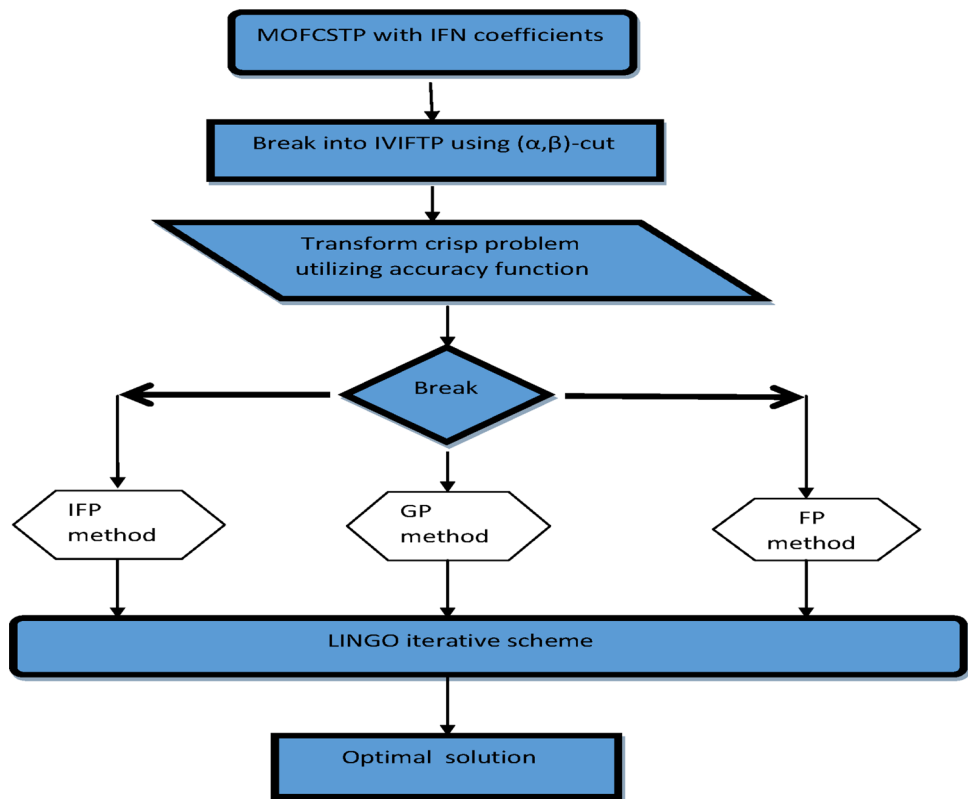 MOFCSTP with IFN coefficients
Break into IVIFTP using (α,β)-cut
Transform crisp problem
utilizing accuracy function
Break
IFP
method
GP
method
FP
method
LINGO iterative scheme
Optimal solution